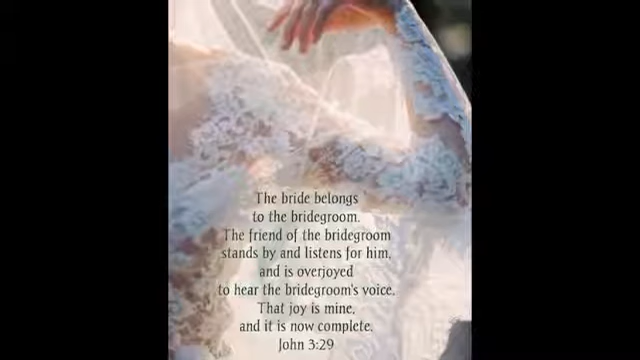 The bride belongs
to the bridegroom.
The friend of the bridegroom
stands by and listens for him,
and is overjoyed
to hear the bridegroom's voice.
That joy is mine,
and it is now complete.
John 3:29